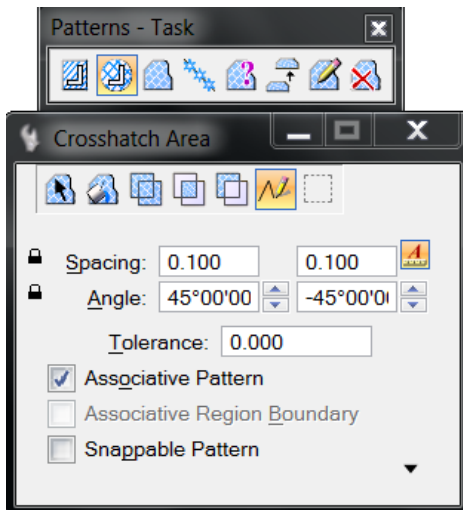 Patterns - Task
Crosshatch Area
Spacing: 0.100 0.100
Angle: 45°00'00 -45°00'0(
Tolerance: 0.000
Associative Pattern
Associative Region Boundary
Snappable Pattern